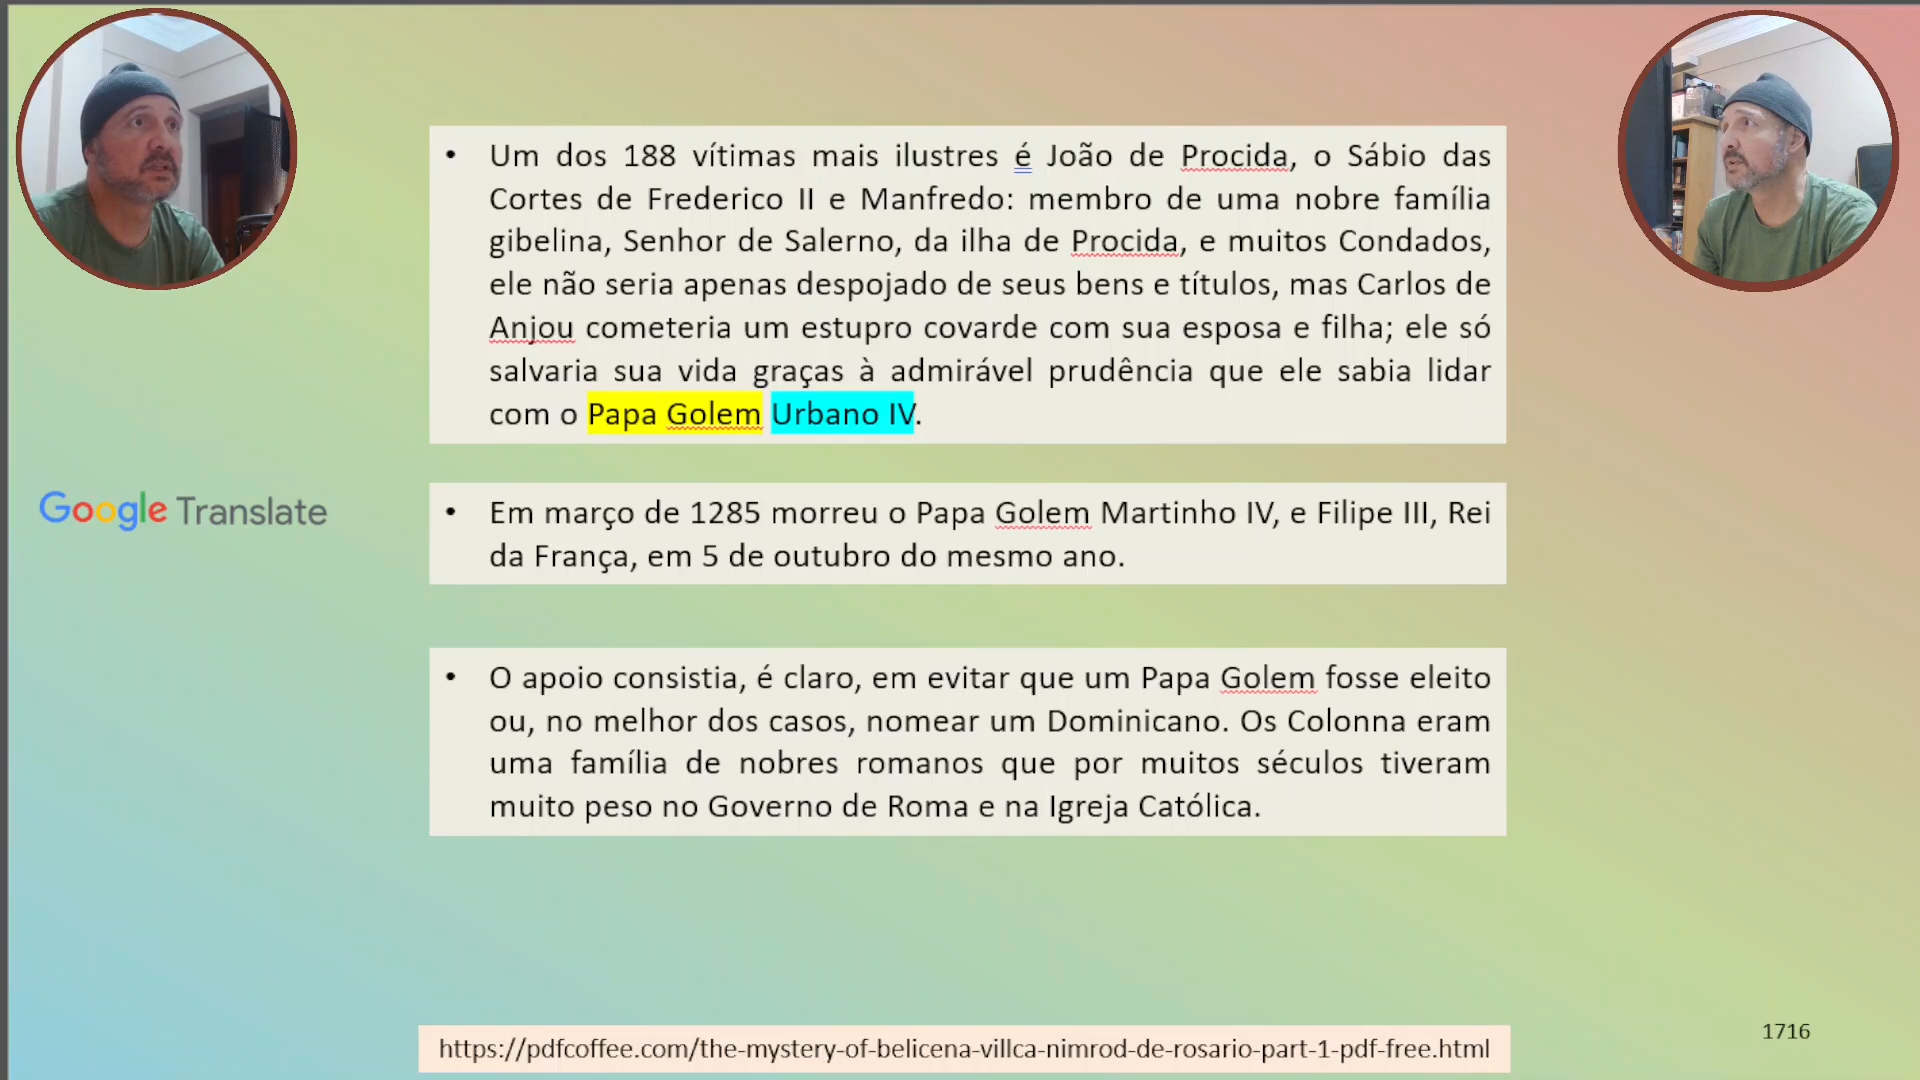 • Um dos 188 vítimas mais ilustres é João de Procida, o Sábio das
Cortes de Frederico II e Manfredo: membro de uma nobre família
gibelina, Senhor de Salerno, da ilha de Procida, e muitos Condados,
ele não seria apenas despojado de seus bens e títulos, mas Carlos de
Anjou cometeria um estupro covarde com sua esposa e filha; ele só
salvaria sua vida graças à admirável prudência que ele sabia lidar
com o Papa Golem Urbano IV.
Google Translate
• Em março de 1285 morreu o Papa Golem Martinho IV, e Filipe III, Rei
da França, em 5 de outubro do mesmo ano.
• O apoio consistia, é claro, em evitar que um Papa Golem fosse eleito
ou, no melhor dos casos, nomear um Dominicano. Os Colonna eram
uma família de nobres romanos que por muitos séculos tiveram
muito peso no Governo de Roma e na Igreja Católica.
1716
https://pdfcoffee.com/the-mystery-of-belicena-villca-nimrod-de-rosario-part-1-pdf-free.html